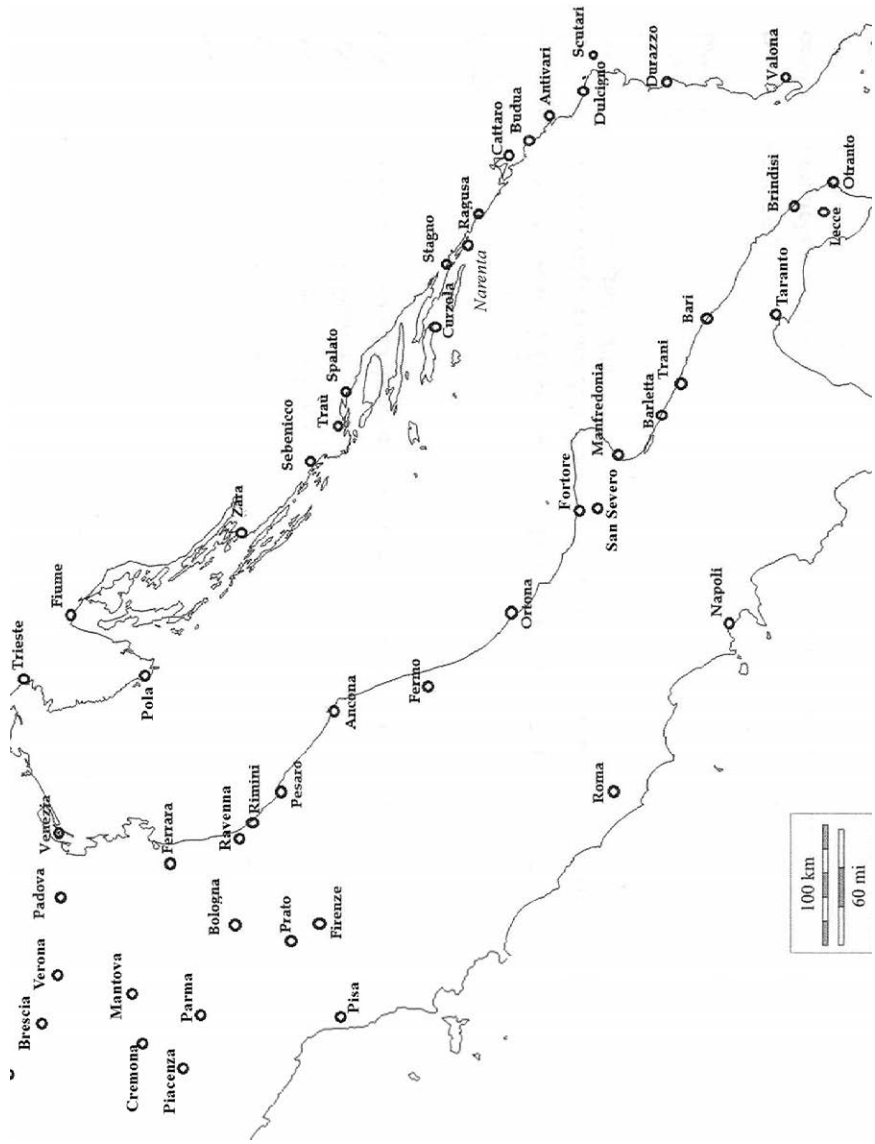 Trieste
Brescia
Verona
Padova
Venezia
Fiume
Mantova
Cremona
Pola
Ferrara
Piacenza
Parma
Bologna
Ravenna
Zara
Rimini
Prato
Pesaro
Sebenicco
Traù
Firenze
Spalato
Ancona
Pisa
Fermo
Stagno
Curzola
Ragusa
Narenta
Cattaro
Budua
Ortona
Antivari
Fortore
Scutari
Roma
Manfredonia
Dulcigno
San Severo
Barletta
Durazzo
Trani
Bari
Napoli
Valona
Brindisi
Taranto
100 km
Lecce
Otranto
60 mi